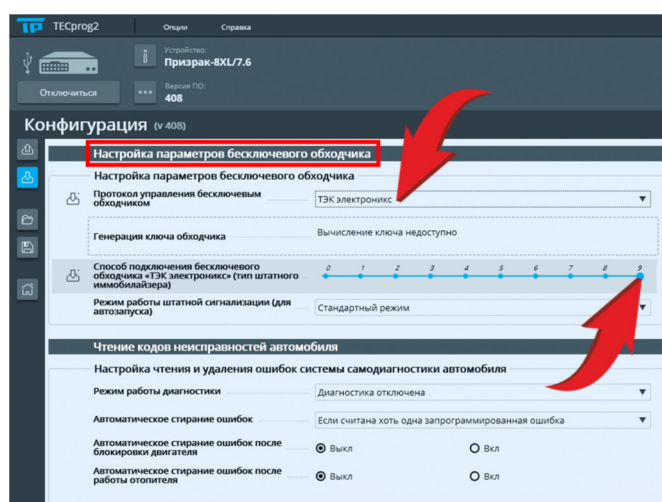 TP TECprog2 Опции Справка
Устройство:
Призрак-8XL/7.6
Отключиться
Версия ПО:
408
Конфигурация (v 408)
Настройка параметров бесключевого обходчика
Настройка параметров бесключевого обходчика
Протокол управления бесключевым
обходчиком
ТЭК электроникс
Генерация ключа обходчика
Вычисление ключа недоступно
Способ подключения бесключевого
обходчика «ТЭК электроникс» (тип штатного
иммобилайзера)
0 1 2 3 4 5 6 7 8 9
Режим работы штатной сигнализации (для
автозапуска)
Стандартный режим
Чтение кодов неисправностей автомобиля
Настройка чтения и удаления ошибок системы самодиагностики автомобиля
Режим работы диагностики
Диагностика отключена
Автоматическое стирание ошибок
Если считана хоть одна запрограммированная ошибка
Автоматическое стирание ошибок после
блокировки двигателя
Выкл Вкл
Автоматическое стирание ошибок после
работы отопителя
Выкл Вкл